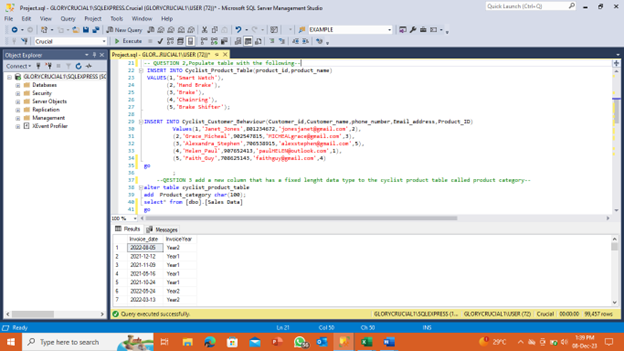 Project.sql - GLORYCRUCIAL1\SQLEXPRESS.Crucial (GLORYCRUCIAL1\USER (72))* - Microsoft SQL Server Management Studio
Quick Launch (Ctrl+Q)
File Edit View Query Project Tools Window Help
New Query
EXAMPLE
Crucial
Execute
Object Explorer
Project.sql - GLOR...RUCIAL1\USER (72))*
Connect
GLORYCRUCIAL1\SQLEXPRESS (SC
Databases
Security
Server Objects
Replication
Management
XEvent Profiler
21 -- QUESTION 2,Populate table with the following--
22 INSERT INTO Cyclist_Product_Table(product_id,product_name)
23 VALUES(1,'Smart Watch'),
24 (2,'Hand Brake'),
25 (3,'Brake'),
26 (4,'Chainring'),
27 (5,'Brake Shifter');
28
29 INSERT INTO Cyclist_Customer_Behaviour(Customer_id,Customer_name,phone_number,Email_address,Product_ID)
30 Values(1,'Janet_Jones',801234672,'jonesjanet@gmail.com',2),
31 (2,'Grace_Micheal',902547815,'MICHEALgrace@gmail.com',3),
32 (3,'Alexandra_Stephen',706538915,'alexstephen@gmail.com',5),
33 (4,'Helen_Paul',907652413,'paulHELEN@outlook.com',1),
34 (5,'Faith_Guy',708625143,'faithguy@gmail.com',4)
35 go
36 ;
37 --QESTION 3 add a new column that has a fixed lenght data type to the cyclist product table called product category--
38 alter table cyclist_product_table
39 add Product_category char(100);
40 select* from [dbo].[Sales Data]
41 go
100 %
Results Messages
Invoice_date InvoiceYear
1 2022-08-05 Year2
2 2021-12-12 Year1
3 2021-11-09 Year1
4 2021-05-16 Year1
5 2021-10-24 Year1
6 2022-05-24 Year2
7 2022-03-13 Year2
Query executed successfully.
GLORYCRUCIAL1\SQLEXPRESS (1... GLORYCRUCIAL1\USER (72) Crucial 00:00:00 99,457 rows
Ready Ln 21 Col 50 Ch 50 INS
Type here to search
29°C
1:09 PM
08-Dec-23